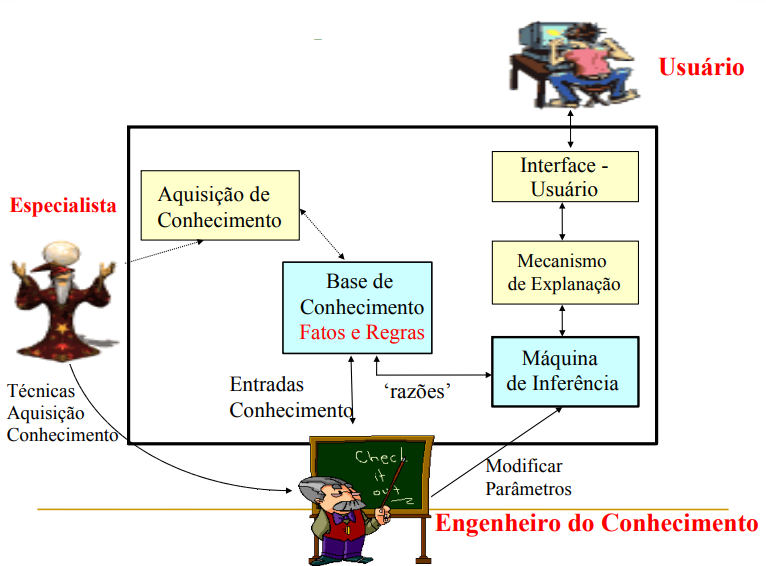 Usuário
Interface -
Usuário
Aquisição de
Conhecimento
Especialista
Mecanismo
de Explanação
Base de
Conhecimento
Fatos e Regras
Máquina
de Inferência
Entradas
Conhecimento
‘razões’
Técnicas
Aquisição
Conhecimento
Check
it
out
Modificar
Parâmetros
Engenheiro do Conhecimento